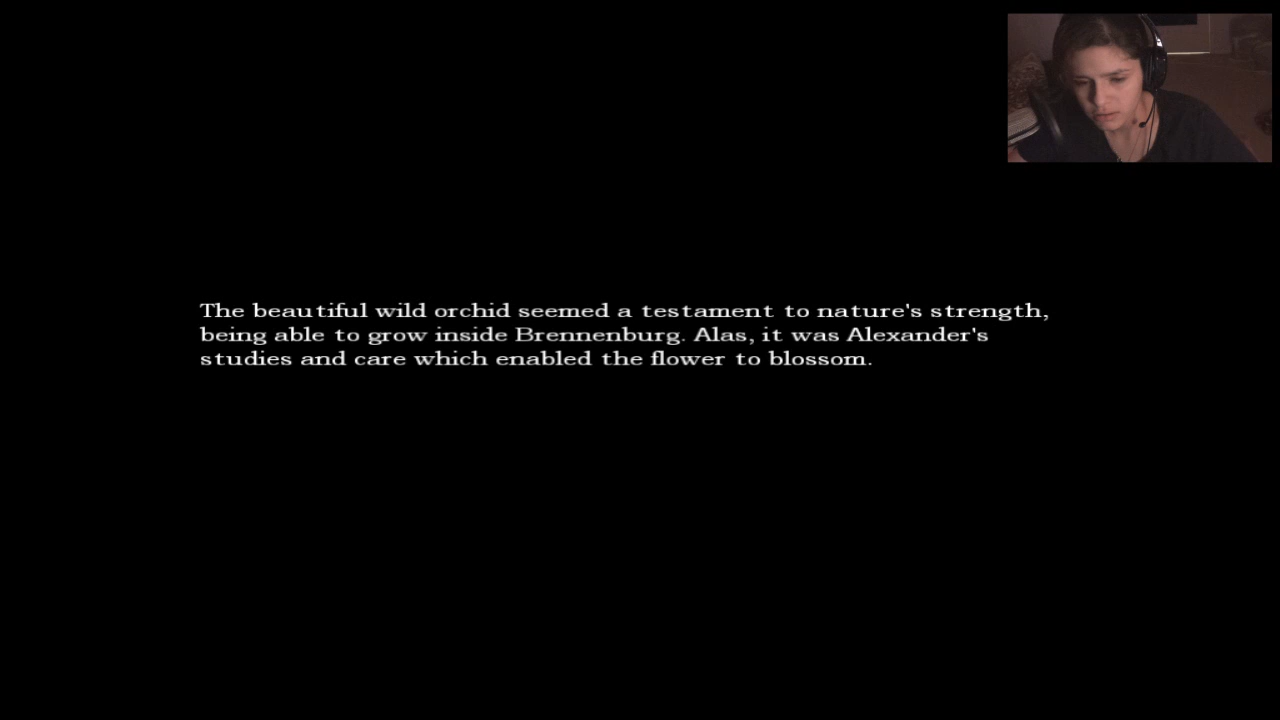 The beautiful wild orchid seemed a testament to nature's strength,
being able to grow inside Brennenburg. Alas, it was Alexander's
studies and care which enabled the flower to blossom.